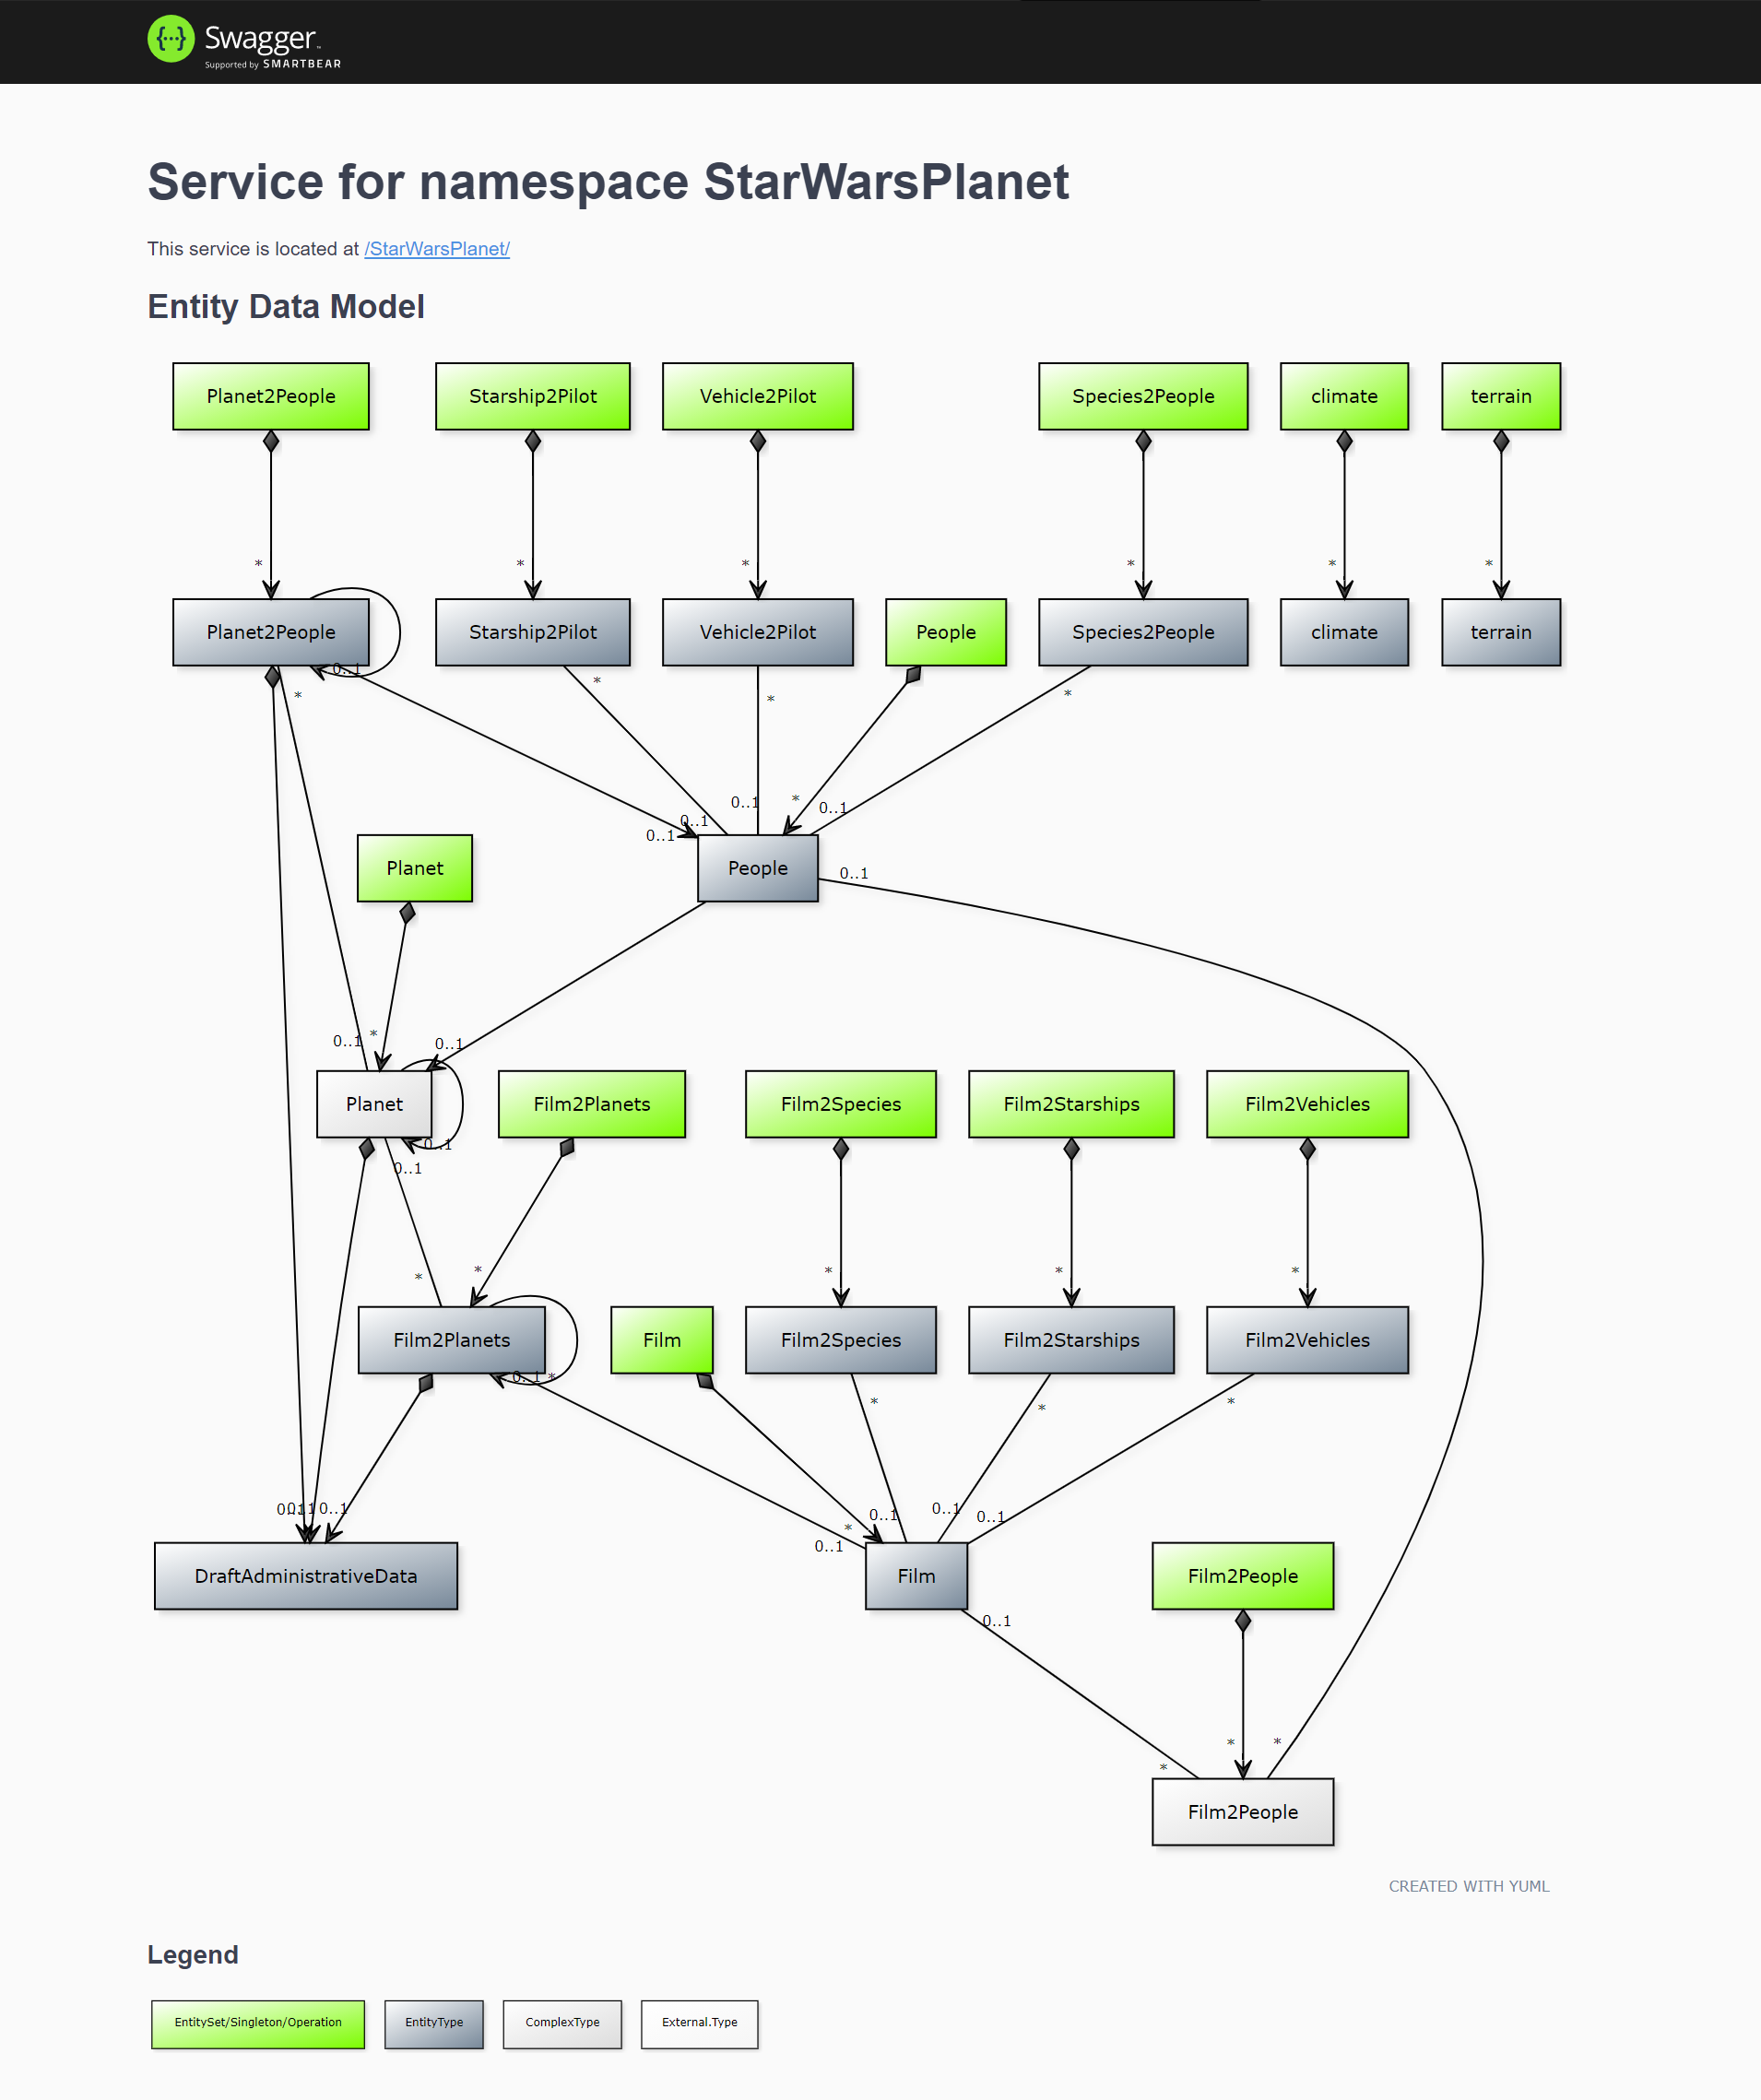 Swagger™
Supported by SMARTBEAR
Service for namespace StarWarsPlanet
This service is located at /StarWarsPlanet/
Entity Data Model
Planet2People
Starship2Pilot
Vehicle2Pilot
Species2People
climate
terrain
*
*
*
*
*
*
Planet2People
Starship2Pilot
Vehicle2Pilot
People
Species2People
climate
terrain
0..1
*
*
*
*
0..1
*
0..1
0..1
0..1
Planet
People
0..1
0..1
*
0..1
Planet
Film2Planets
Film2Species
Film2Starships
Film2Vehicles
0..1
0..1
*
*
*
*
*
Film2Planets
Film
Film2Species
Film2Starships
Film2Vehicles
0..1
*
*
*
*
0..1
0..1
0..1
0..1
0..1
0..1
*
0..1
DraftAdministrativeData
Film
Film2People
0..1
*
*
*
Film2People
CREATED WITH YUML
Legend
EntitySet/Singleton/Operation
EntityType
ComplexType
External.Type